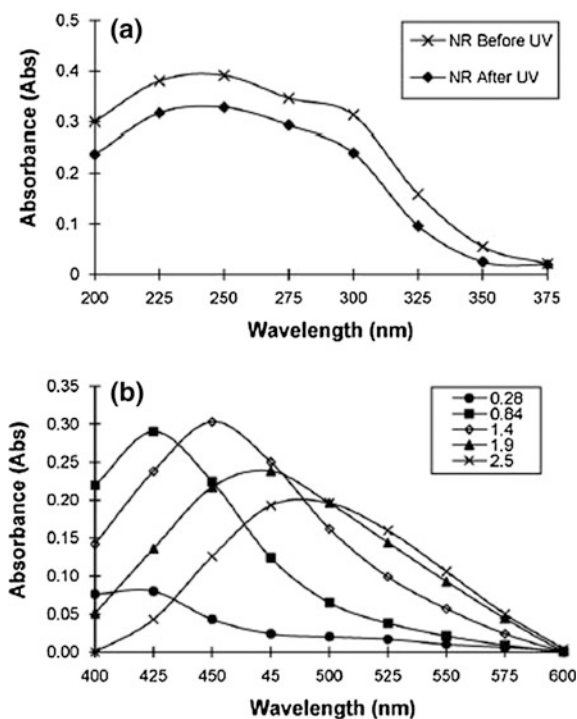 (a)
NR Before UV
NR After UV
Absorbance (Abs)
0.5
0.4
0.3
0.2
0.1
0
200 225 250 275 300 325 350 375
Wavelength (nm)
(b)
0.28
0.84
1.4
1.9
2.5
Absorbance (Abs)
0.35
0.30
0.25
0.20
0.15
0.10
0.05
0.00
400 425 450 45 500 525 550 575 600
Wavelength (nm)